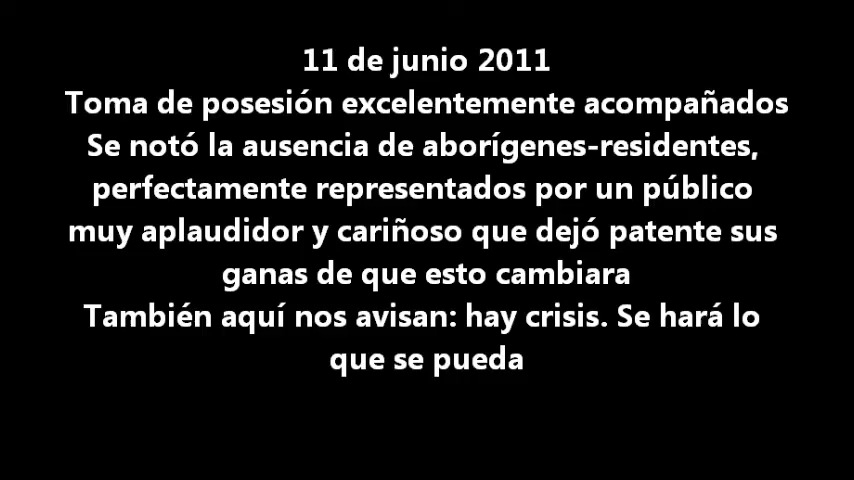 11 de junio 2011
Toma de posesión excelentemente acompañados
Se notó la ausencia de aborígenes-residentes,
perfectamente representados por un público
muy aplaudidor y cariñoso que dejó patente sus
ganas de que esto cambiara
También aquí nos avisan: hay crisis. Se hará lo
que se pueda